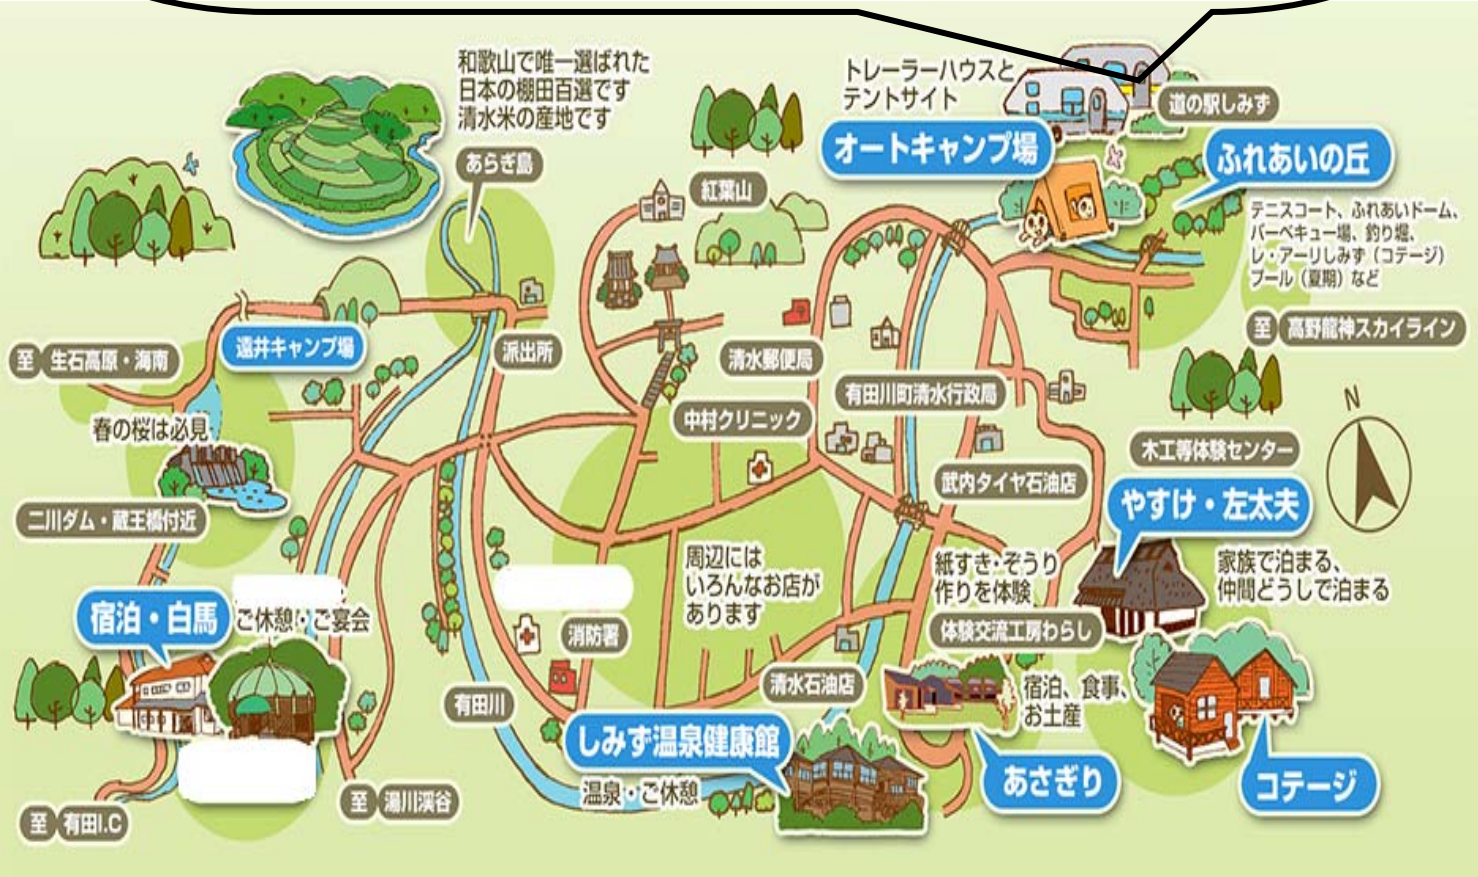 和歌山で唯一選ばれた
日本の棚田百選です
清水米の産地です
あらぎ島
トレーラーハウスと
テントサイト
オートキャンプ場
道の駅しみず
ふれあいの丘
テニスコート、ふれあいドーム、
バーベキュー場、釣り堀、
レ・アーリしみず（コテージ）
プール（夏期）など
至 高野龍神スカイライン
紅葉山
至 生石高原・海南
遠井キャンプ場
派出所
清水郵便局
有田川町清水行政局
中村クリニック
春の桜は必見
二川ダム・蔵王橋付近
武内タイヤ石油店
木工等体験センター
やすけ・左太夫
家族で泊まる、
仲間どうしで泊まる
N
周辺には
いろんなお店が
あります
紙すき・ぞうり
作りを体験
体験交流工房わらし
宿泊・白馬
ご休憩・ご宴会
消防署
有田川
清水石油店
しみず温泉健康館
温泉・ご休憩
宿泊、食事、
お土産
あさぎり
コテージ
至 有田I.C
至 湯川渓谷